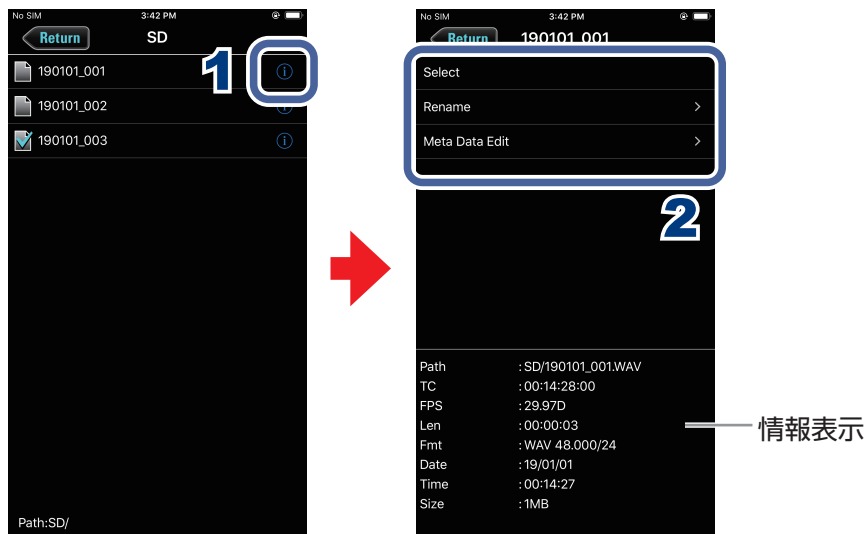 No SIM 3:42 PM
Return SD
190101_001
1
190101_002
190101_003
Path:SD/
No SIM 3:42 PM
Return 190101_001
Select
Rename
Meta Data Edit
2
Path :SD/190101_001.WAV
TC :00:14:28:00
FPS :29.97D
Len :00:00:03
Fmt :WAV 48.000/24
Date :19/01/01
Time :00:14:27
Size :1MB
情報表示